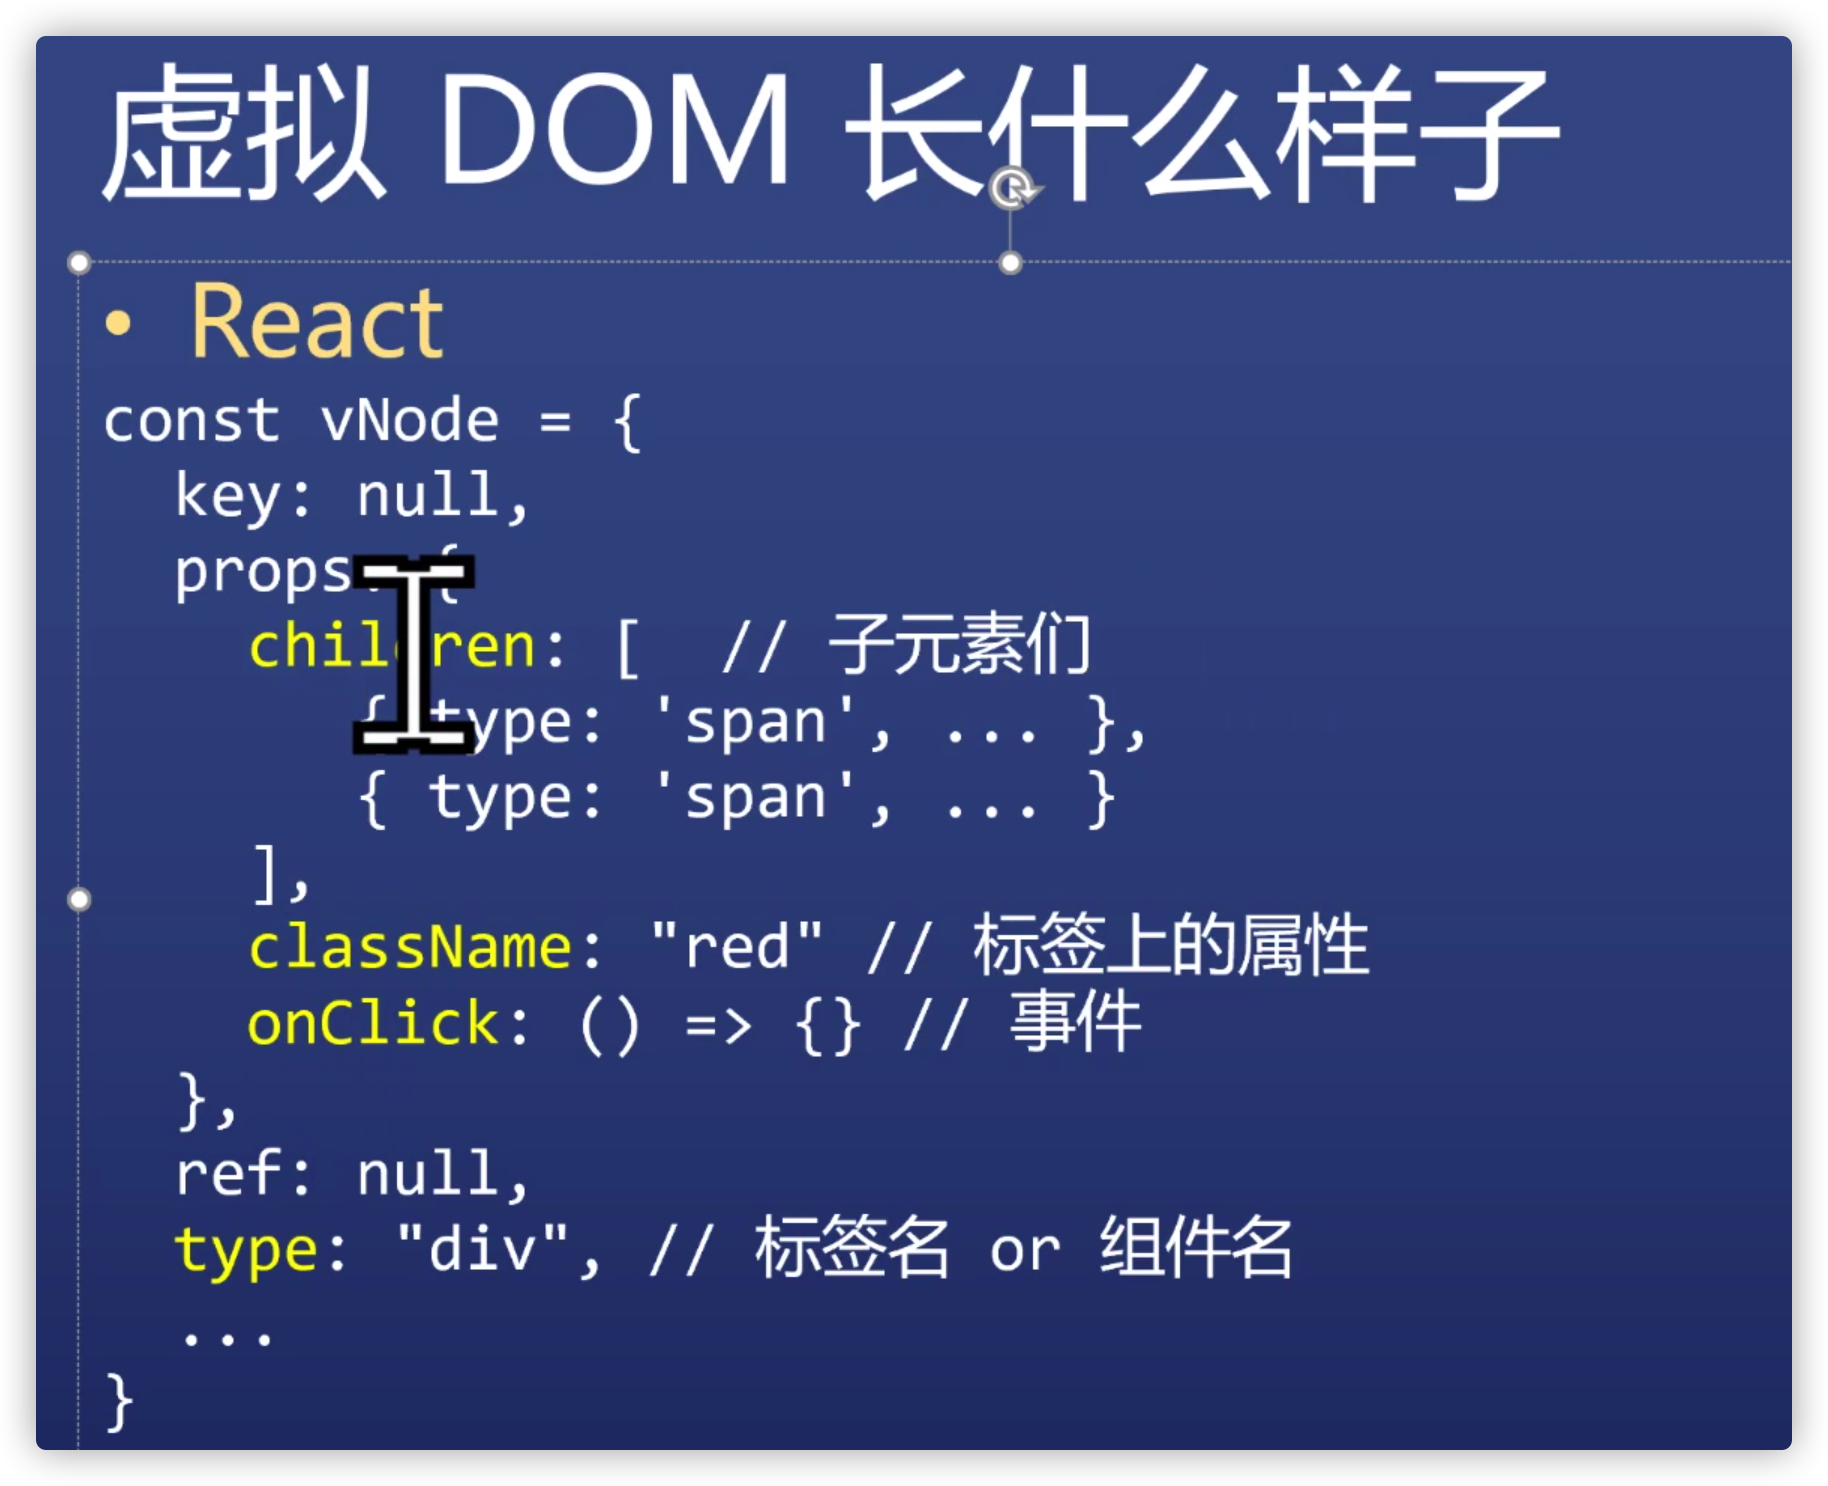 虚拟 DOM 长什么样子
• React
const vNode = {
key: null,
props: {
children: [ // 子元素们
{ type: 'span', ... },
{ type: 'span', ... }
],
className: "red" // 标签上的属性
onClick: () => {} // 事件
},
ref: null,
type: "div", // 标签名 or 组件名
...
}